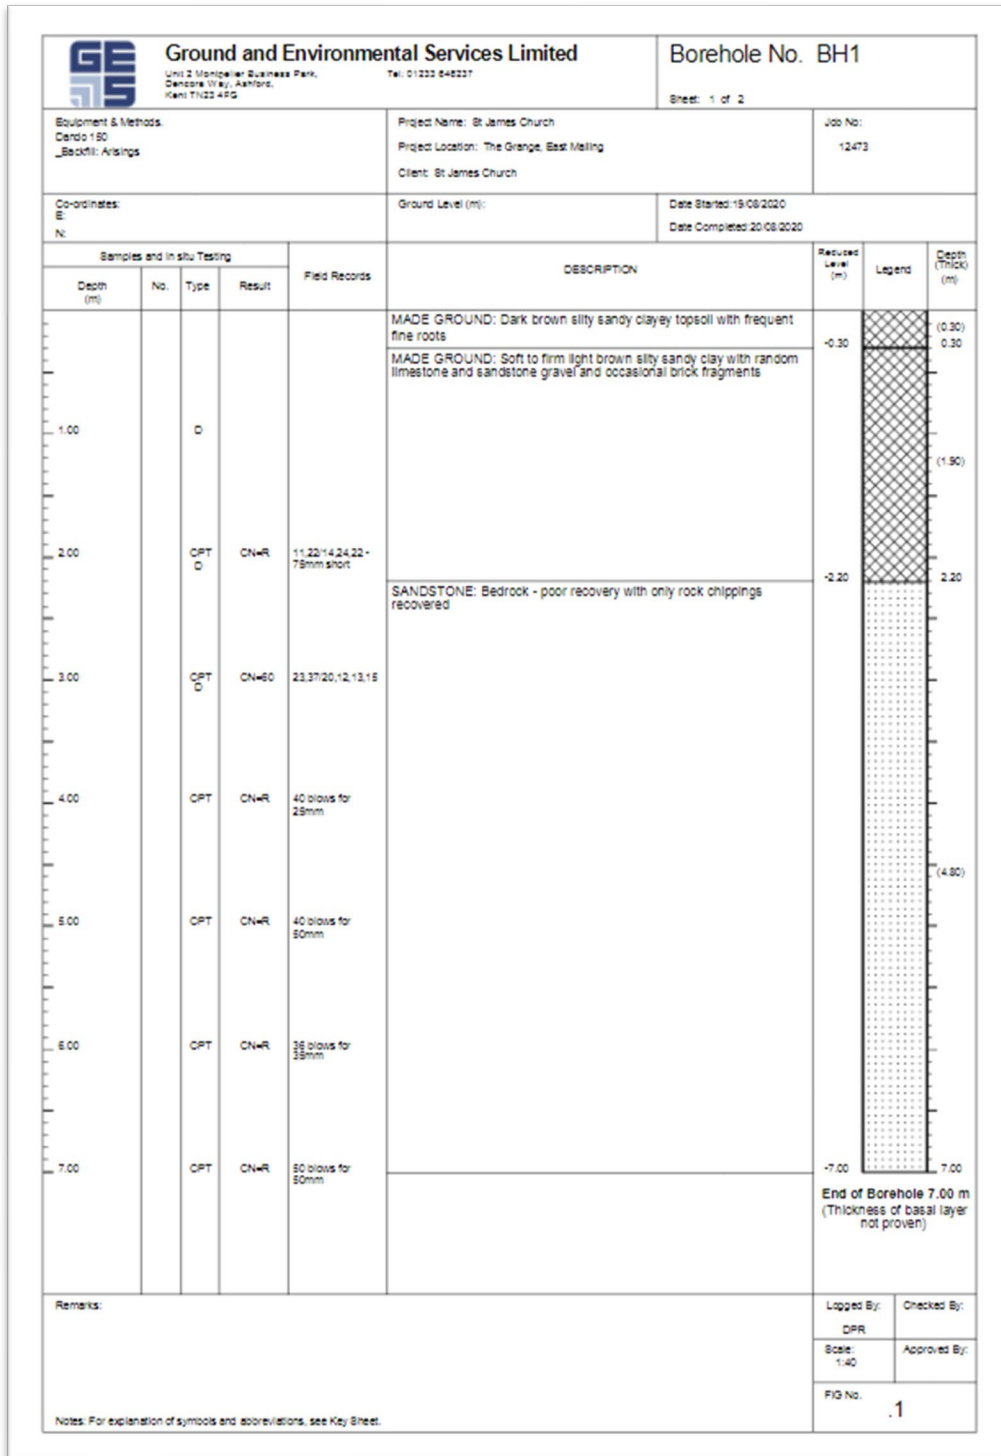 GE
S
Ground and Environmental Services Limited
Unit 2 Montpelier Business Park,
Dencora Way, Ashford,
Kent TN23 4FG
Tel: 01233 646237
Borehole No. BH1
Sheet: 1 of 2
Equipment & Methods.
Dando 150
_Backfill: Arisings
Project Name: St James Church
Project Location: The Grange, East Malling
Client: St James Church
Job No:
12473
Co-ordinates:
E:
N:
Ground Level (m):
Date Started:19/08/2020
Date Completed:20/08/2020
Samples and in situ Testing
Depth
(m)
No.
Type
Result
Field Records
DESCRIPTION
Reduced
Level
(m)
Legend
Depth
(Thick)
(m)
MADE GROUND: Dark brown silty sandy clayey topsoil with frequent
fine roots
(0.30)
-0.30
0.30
MADE GROUND: Soft to firm light brown silty sandy clay with random
limestone and sandstone gravel and occasional brick fragments
1.00
D
(1.90)
2.00
CPT
D
CN=R
11,22/14,24,22 -
75mm short
-2.20
2.20
SANDSTONE: Bedrock - poor recovery with only rock chippings
recovered
3.00
CPT
D
CN=60
23,37/20,12,13,15
4.00
CPT
CN=R
40 blows for
25mm
(4.80)
5.00
CPT
CN=R
40 blows for
50mm
6.00
CPT
CN=R
36 blows for
35mm
7.00
CPT
CN=R
50 blows for
50mm
-7.00
7.00
End of Borehole 7.00 m
(Thickness of basal layer
not proven)
Remarks:
Logged By:
DPR
Checked By:
Scale:
1:40
Approved By:
FIG No.
.1
Notes: For explanation of symbols and abbreviations, see Key Sheet.